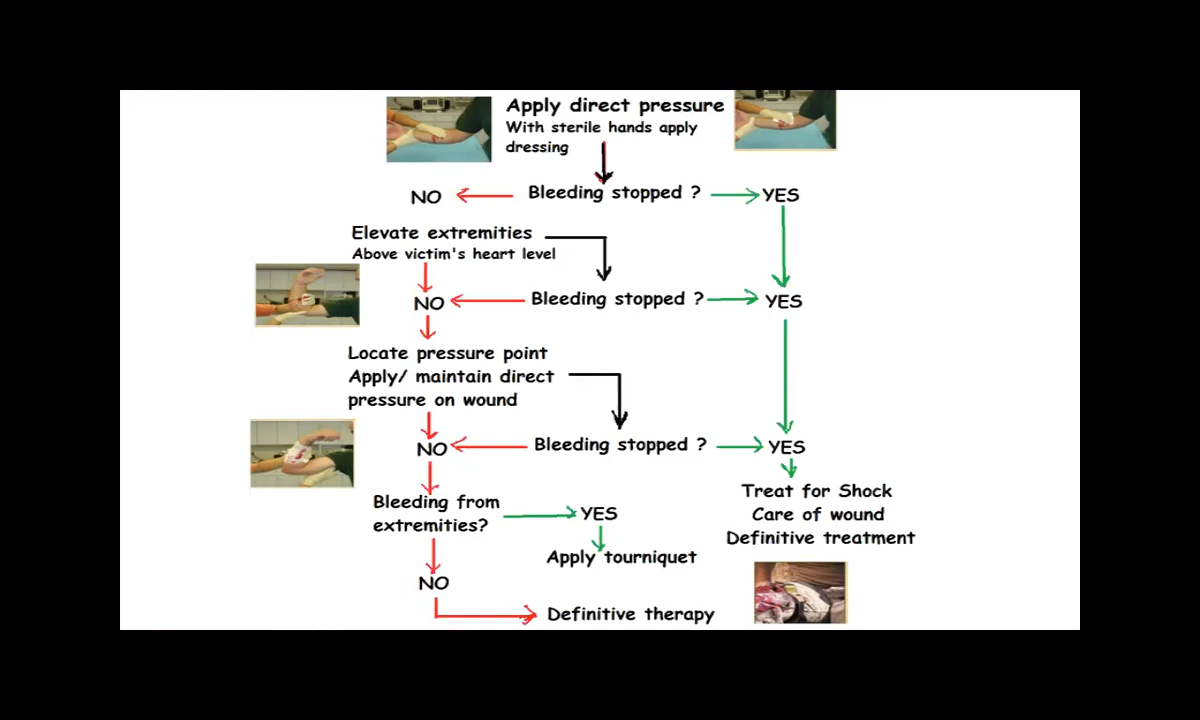 Apply direct pressure
With sterile hands apply
dressing
NO
Bleeding stopped ?
YES
Elevate extremities
Above victim's heart level
NO
Bleeding stopped ?
YES
Locate pressure point
Apply/ maintain direct
pressure on wound
NO
Bleeding stopped ?
YES
Treat for Shock
Care of wound
Definitive treatment
Bleeding from
extremities?
YES
Apply tourniquet
NO
Definitive therapy